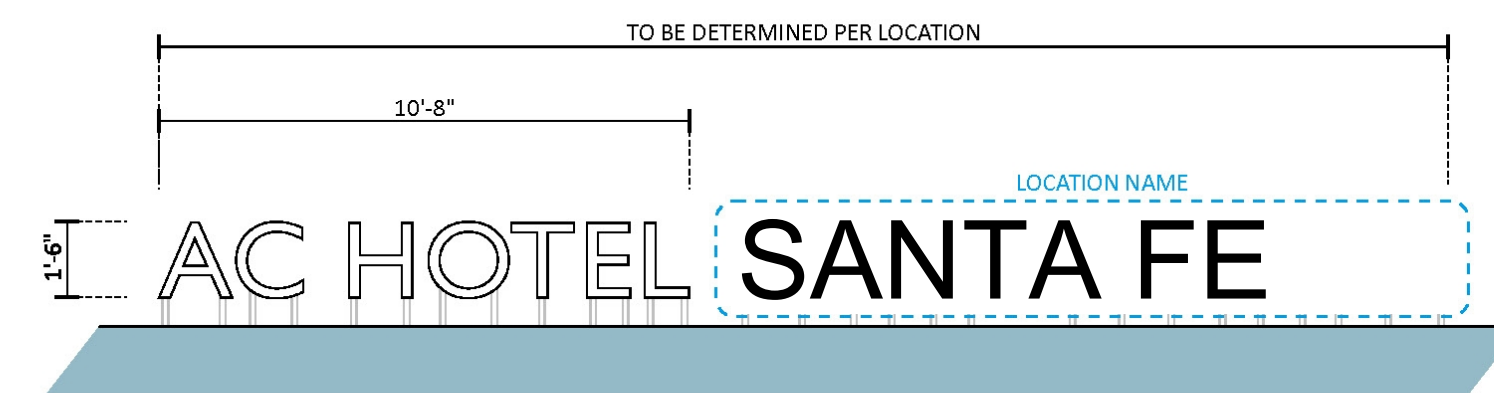 TO BE DETERMINED PER LOCATION
10'-8"
LOCATION NAME
1'-6"
AC HOTEL SANTA FE